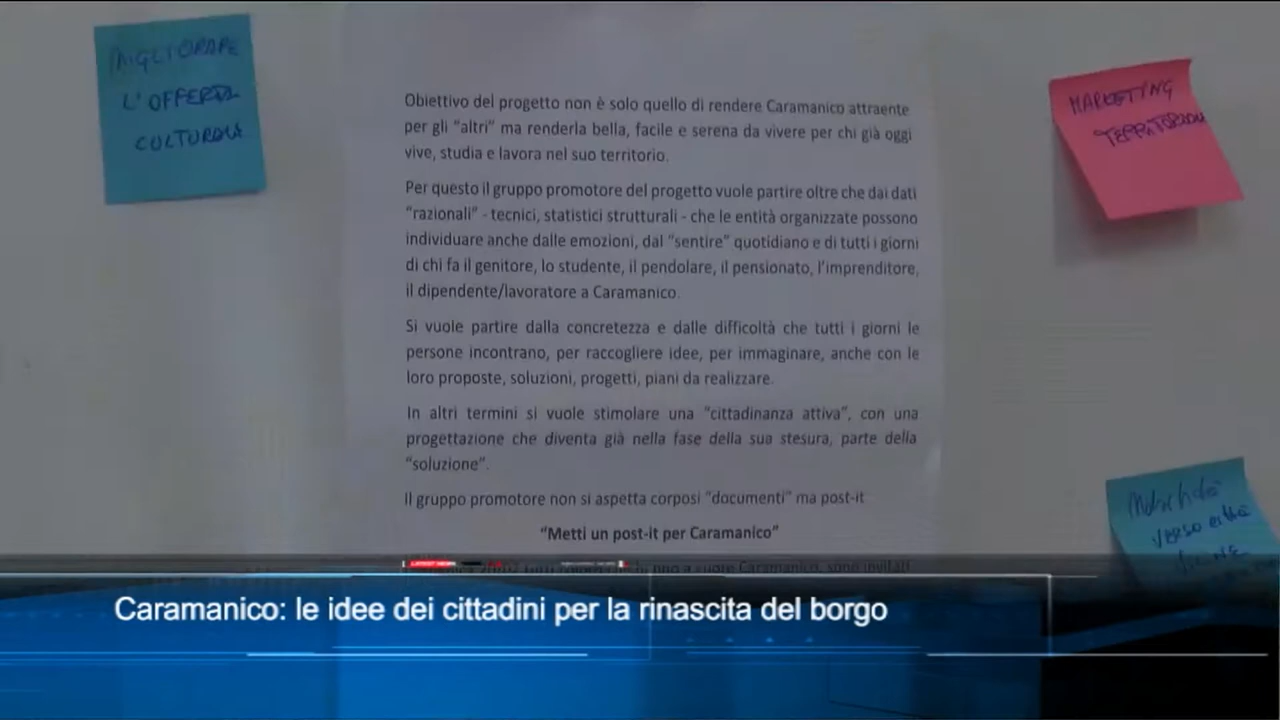 MIGLIORARE
L'OFFERTA
CULTURALE
MARKETING
TERRITORIALE
Obiettivo del progetto non è solo quello di rendere Caramanico attraente
per gli "altri" ma renderla bella, facile e serena da vivere per chi già oggi
vive, studia e lavora nel suo territorio.
Per questo il gruppo promotore del progetto vuole partire oltre che dai dati
"razionali" - tecnici, statistici strutturali - che le entità organizzate possono
individuare anche dalle emozioni, dal "sentire" quotidiano e di tutti i giorni
di chi fa il genitore, lo studente, il pendolare, il pensionato, l'imprenditore,
il dipendente/lavoratore a Caramanico.
Si vuole partire dalla concretezza e dalle difficoltà che tutti i giorni le
persone incontrano, per raccogliere idee, per immaginare, anche con le
loro proposte, soluzioni, progetti, piani da realizzare.
In altri termini si vuole stimolare una "cittadinanza attiva", con una
progettazione che diventa già nella fase della sua stesura, parte della
"soluzione".
Il gruppo promotore non si aspetta corposi "documenti" ma post-it
"Metti un post-it per Caramanico"
VERSO città
LATEST NEWS
Caramanico: le idee dei cittadini per la rinascita del borgo